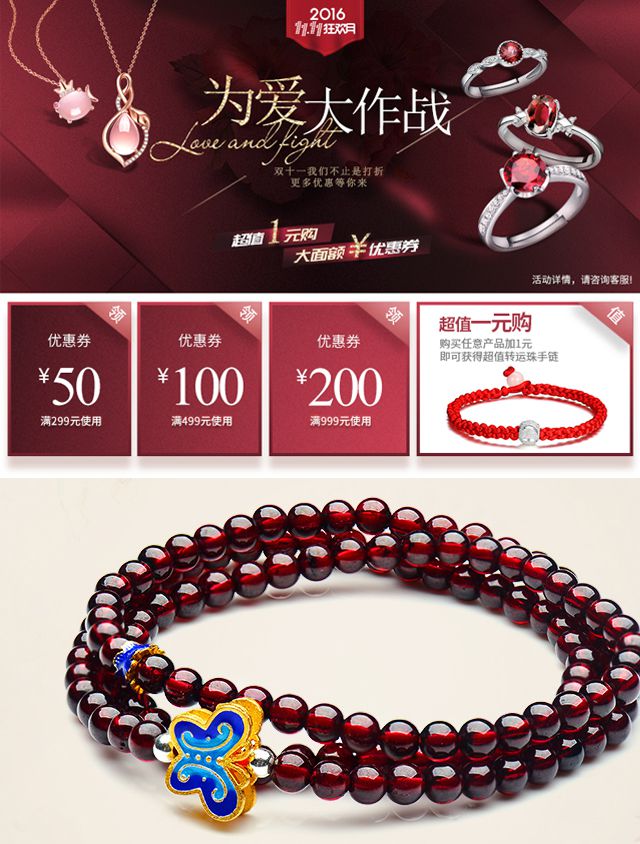 2016
11.11狂欢月
为爱大作战
Love and fight
双十一我们不止是打折
更多优惠等你来
超值1元购
大面额¥优惠券
活动详情，请咨询客服!
领
优惠券
¥50
满299元使用
领
优惠券
¥100
满499元使用
领
优惠券
¥200
满999元使用
值
超值一元购
购买任意产品加1元
即可获得超值转运珠手链